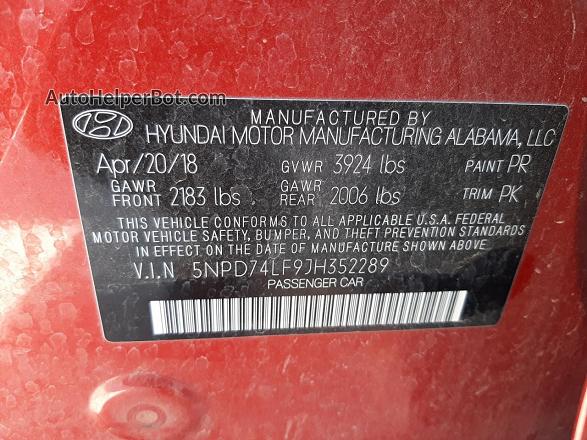 AutoHelperBot.com
MANUFACTURED BY
HYUNDAI MOTOR MANUFACTURING ALABAMA, LLC
Apr/20/18 GVWR 3924 lbs PAINT PR
GAWR FRONT 2183 lbs GAWR REAR 2006 lbs TRIM PK
THIS VEHICLE CONFORMS TO ALL APPLICABLE U.S.A. FEDERAL
MOTOR VEHICLE SAFETY, BUMPER, AND THEFT PREVENTION STANDARDS
IN EFFECT ON THE DATE OF MANUFACTURE SHOWN ABOVE.
V.I.N 5NPD74LF9JH352289
PASSENGER CAR